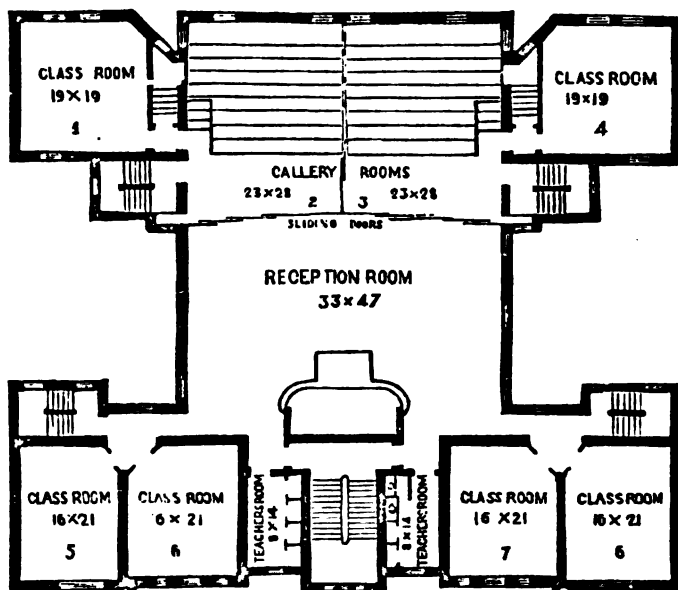 CLASS ROOM
19×19
1
CLASS ROOM
19×19
4
CALLERY ROOMS
23×28 2 3 23×28
SLIDING DOORS
RECEPTION ROOM
33×47
CLASS ROOM
16×21
5
CLASS ROOM
6 × 21
6
TEACHERS ROOM
8×14
TEACHERS ROOM
8×14
CLASS ROOM
16 ×21
7
CLASS ROOM
16×21
6